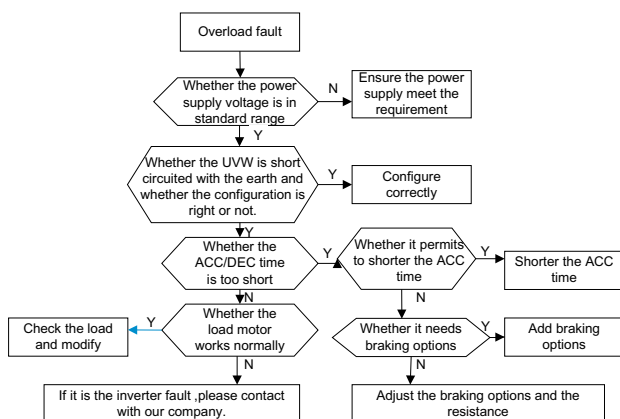 Overload fault
Whether the power
supply voltage is in
standard range
N
Ensure the power
supply meet the
requirement
Y
Whether the UVW is short
circuited with the earth and
whether the configuration is
right or not.
Y
Configure
correctly
Y
Whether the
ACC/DEC time
is too short
Y
Whether it permits
to shorter the ACC
time
Y
Shorter the ACC
time
N
N
Check the load
and modify
Y
Whether the
load motor
works normally
Whether it needs
braking options
Y
Add braking
options
N
N
If it is the inverter fault ,please contact
with our company.
Adjust the braking options and the
resistance